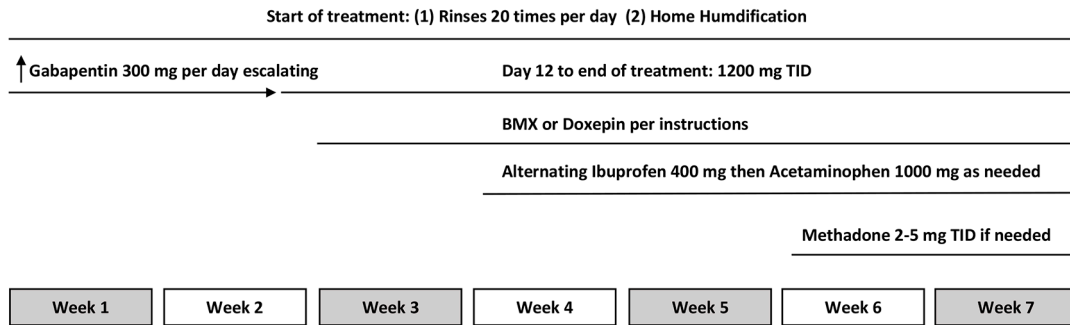 Start of treatment: (1) Rinses 20 times per day (2) Home Humdification
Gabapentin 300 mg per day escalating
Day 12 to end of treatment: 1200 mg TID
BMX or Doxepin per instructions
Alternating Ibuprofen 400 mg then Acetaminophen 1000 mg as needed
Methadone 2-5 mg TID if needed
Week 1
Week 2
Week 3
Week 4
Week 5
Week 6
Week 7